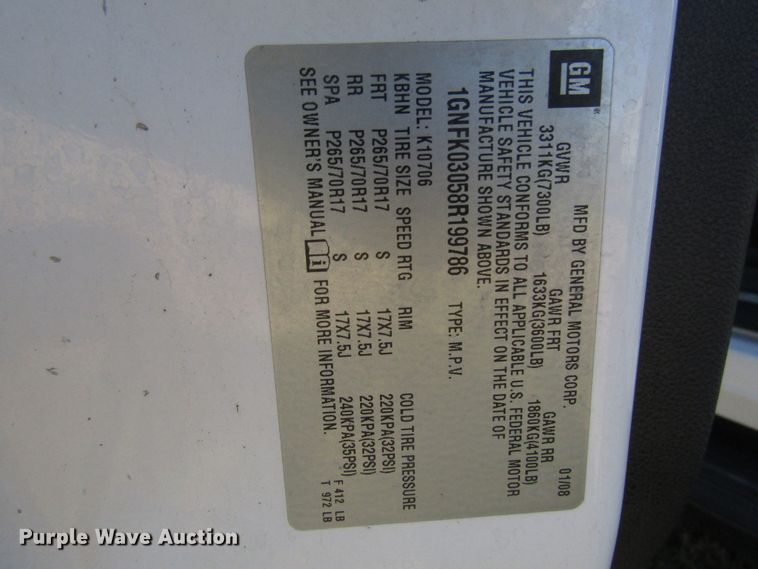 GM
MFD BY GENERAL MOTORS CORP. 01/08
GVWR GAWR FRT GAWR RR
3311KG(7300LB) 1633KG(3600LB) 1860KG(4100LB)
THIS VEHICLE CONFORMS TO ALL APPLICABLE U.S. FEDERAL MOTOR
VEHICLE SAFETY STANDARDS IN EFFECT ON THE DATE OF
MANUFACTURE SHOWN ABOVE.
1GNFK03058R199786 TYPE: M.P.V.
MODEL: K10706
KBHN TIRE SIZE SPEED RTG RIM COLD TIRE PRESSURE
FRT P265/70R17 S 17X7.5J 220KPA(32PSI)
RR P265/70R17 S 17X7.5J 220KPA(32PSI)
SPA P265/70R17 S 17X7.5J 240KPA(35PSI)
SEE OWNER'S MANUAL i FOR MORE INFORMATION.
F 412 LB
T 972 LB
Purple Wave Auction